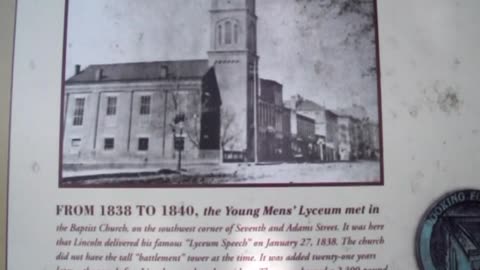 FROM 1838 TO 1840, the Young Mens' Lyceum met in
the Baptist Church, on the southwest corner of Seventh and Adams Street. It was here
that Lincoln delivered his famous "Lyceum Speech" on January 27, 1838. The church
did not have the tall "battlement" tower at the time. It was added twenty-one years
OOKING FO